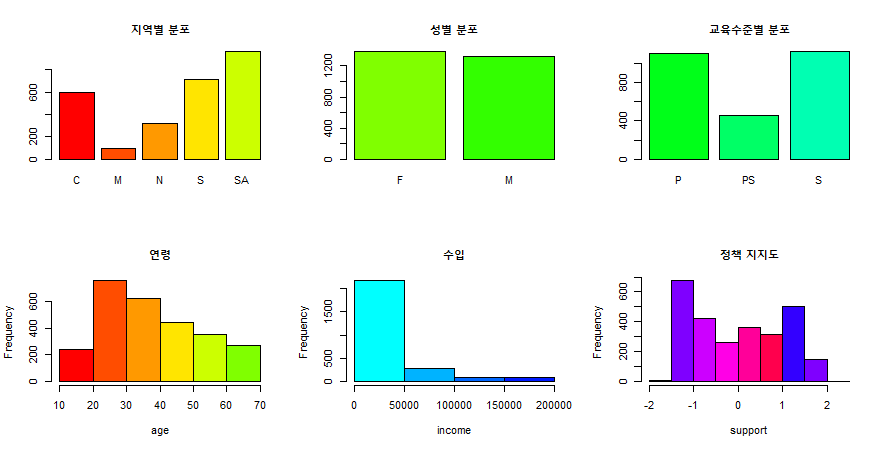 지역별 분포
0 200 600
C M N S SA
성별 분포
0 400 800 1200
F M
교육수준별 분포
0 400 800
P PS S
연령
Frequency
0 200 400 600
10 20 30 40 50 60 70
age
수입
Frequency
0 500 1500
0 50000 100000 150000 200000
income
정책 지지도
Frequency
0 200 400 600
-2 -1 0 1 2
support